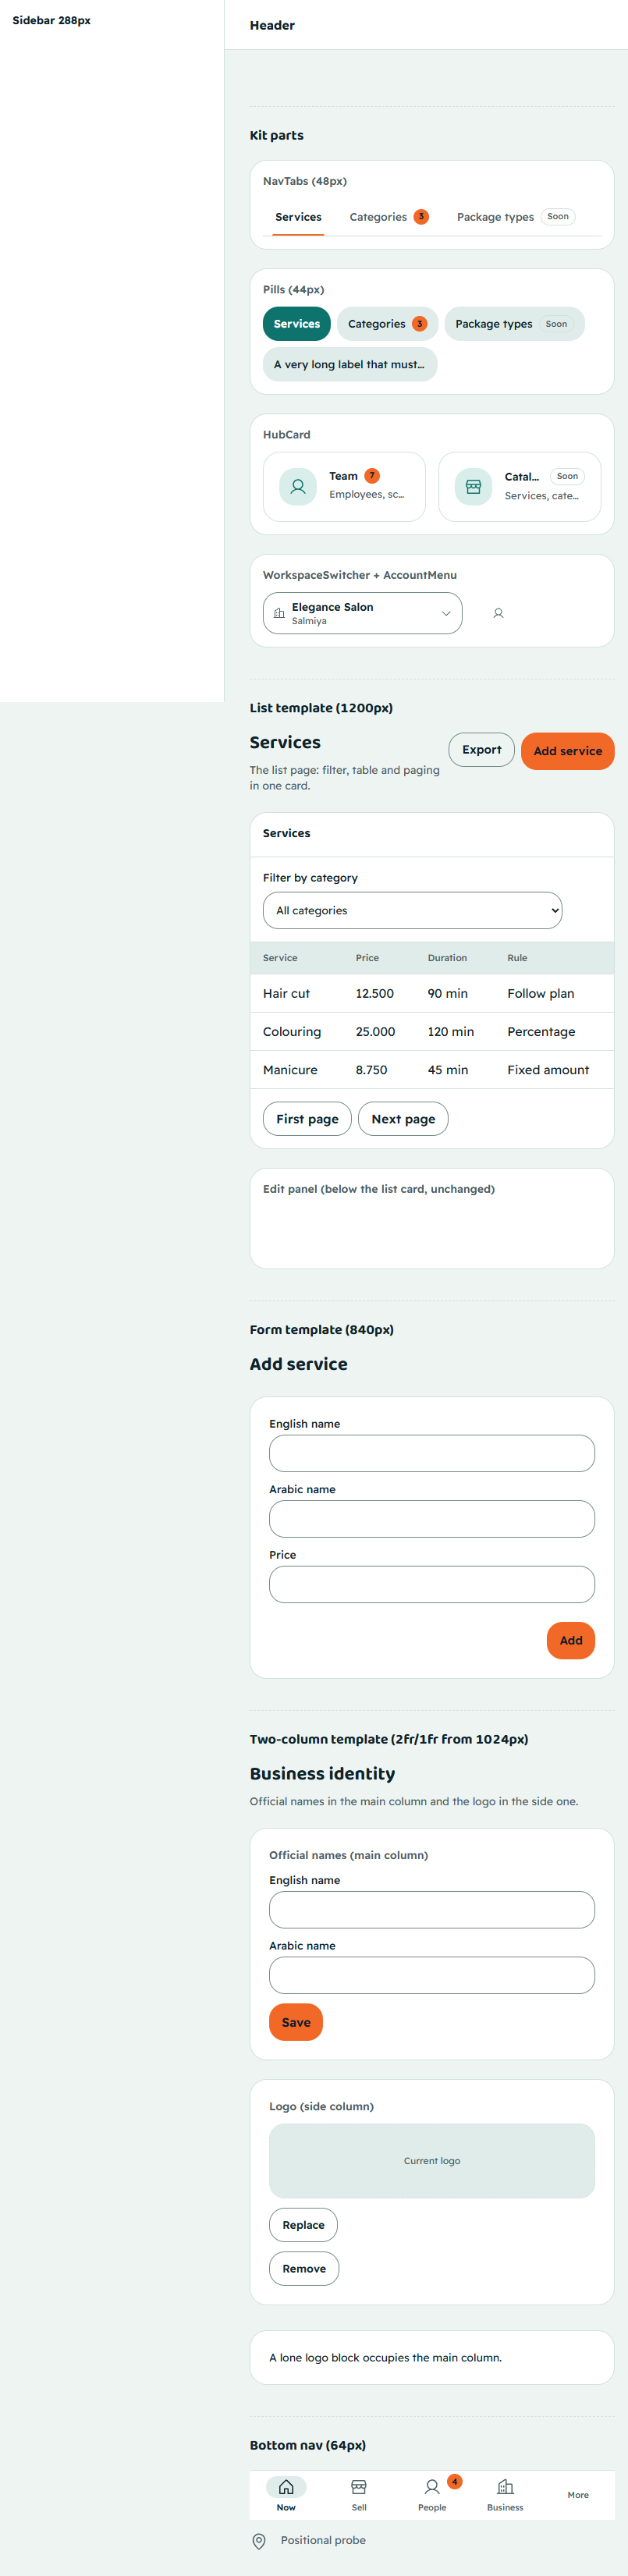 Sidebar 288px
Header
Kit parts
NavTabs (48px)
Services Categories 3 Package types Soon
Pills (44px)
Services Categories 3 Package types Soon
A very long label that must...
HubCard
Team 7
Employees, sc...
Catal... Soon
Services, cate...
WorkspaceSwitcher + AccountMenu
Elegance Salon
Salmiya
List template (1200px)
Services
The list page: filter, table and paging
in one card.
Export Add service
Services
Filter by category
All categories
Service Price Duration Rule
Hair cut 12.500 90 min Follow plan
Colouring 25.000 120 min Percentage
Manicure 8.750 45 min Fixed amount
First page Next page
Edit panel (below the list card, unchanged)
Form template (840px)
Add service
English name
Arabic name
Price
Add
Two-column template (2fr/1fr from 1024px)
Business identity
Official names in the main column and the logo in the side one.
Official names (main column)
English name
Arabic name
Save
Logo (side column)
Current logo
Replace
Remove
A lone logo block occupies the main column.
Bottom nav (64px)
4
Now Sell People Business More
Positional probe